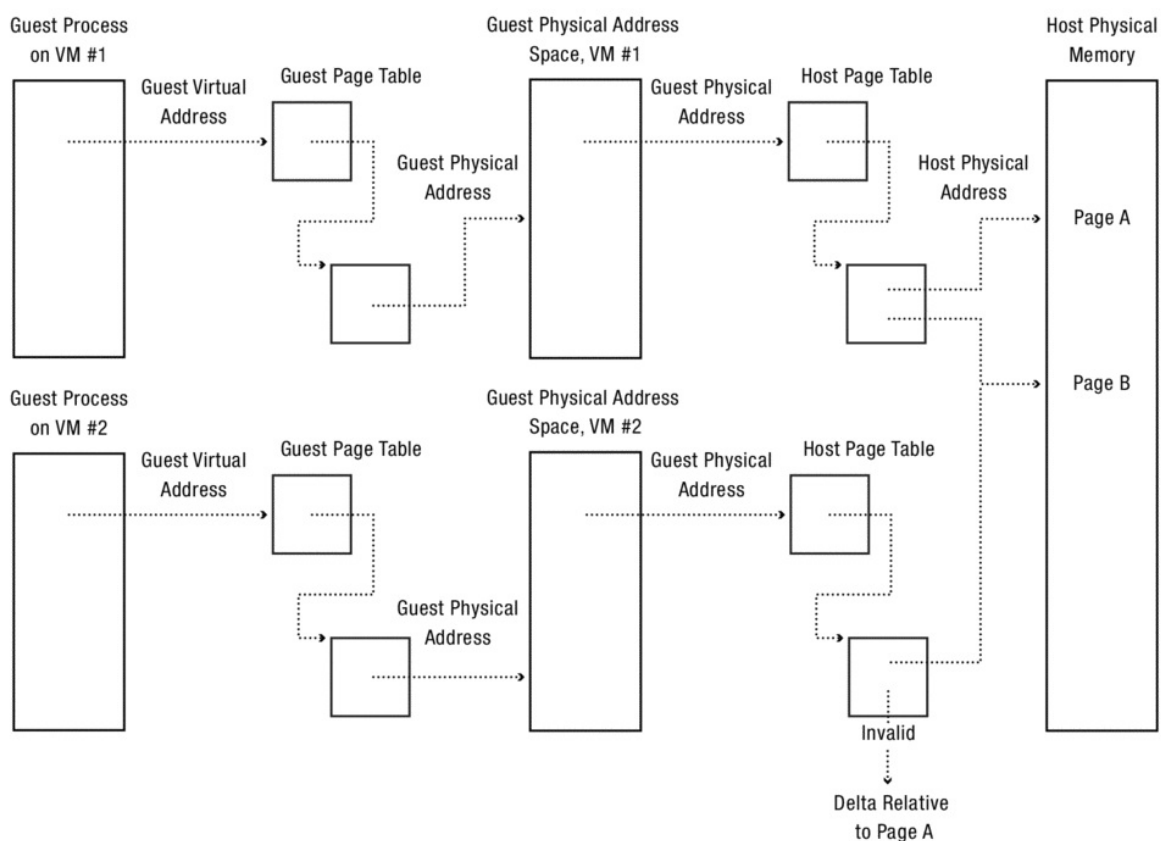 Guest Process
on VM #1
Guest Virtual
Address
Guest Page Table
Guest Physical
Address
Guest Physical Address
Space, VM #1
Guest Physical
Address
Host Page Table
Host Physical
Address
Host Physical
Memory
Page A
Page B
Guest Process
on VM #2
Guest Virtual
Address
Guest Page Table
Guest Physical
Address
Guest Physical Address
Space, VM #2
Guest Physical
Address
Host Page Table
Invalid
Delta Relative
to Page A